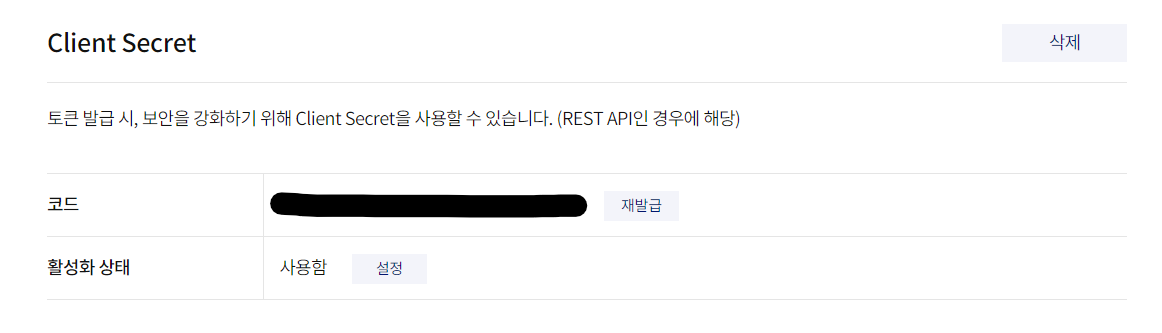 Client Secret
삭제
토큰 발급 시, 보안을 강화하기 위해 Client Secret을 사용할 수 있습니다. (REST API인 경우에 해당)
코드
재발급
활성화 상태
사용함
설정